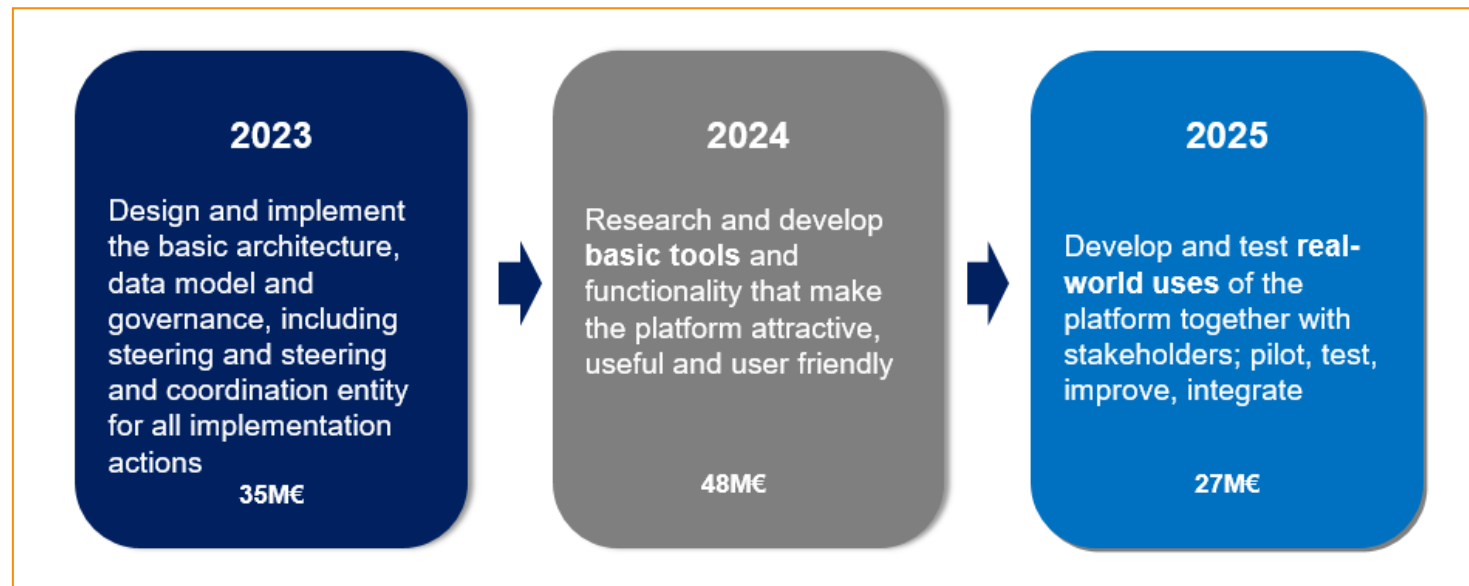 2023
Design and implement
the basic architecture,
data model and
governance, including
steering and steering
and coordination entity
for all implementation
actions
35M€
2024
Research and develop
basic tools and
functionality that make
the platform attractive,
useful and user friendly
48M€
2025
Develop and test real-
world uses of the
platform together with
stakeholders; pilot, test,
improve, integrate
27M€